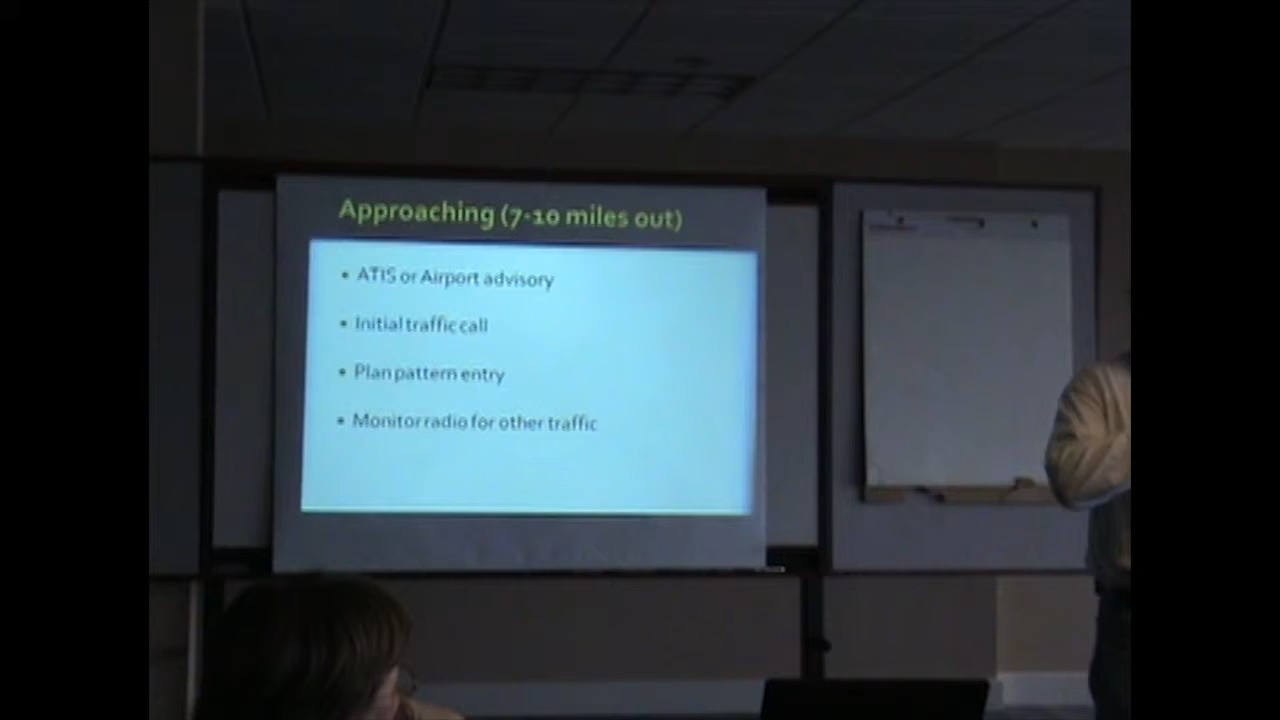 Approaching (7-10 miles out)
• ATIS or Airport advisory
• Initial traffic call
• Plan pattern entry
• Monitor radio for other traffic